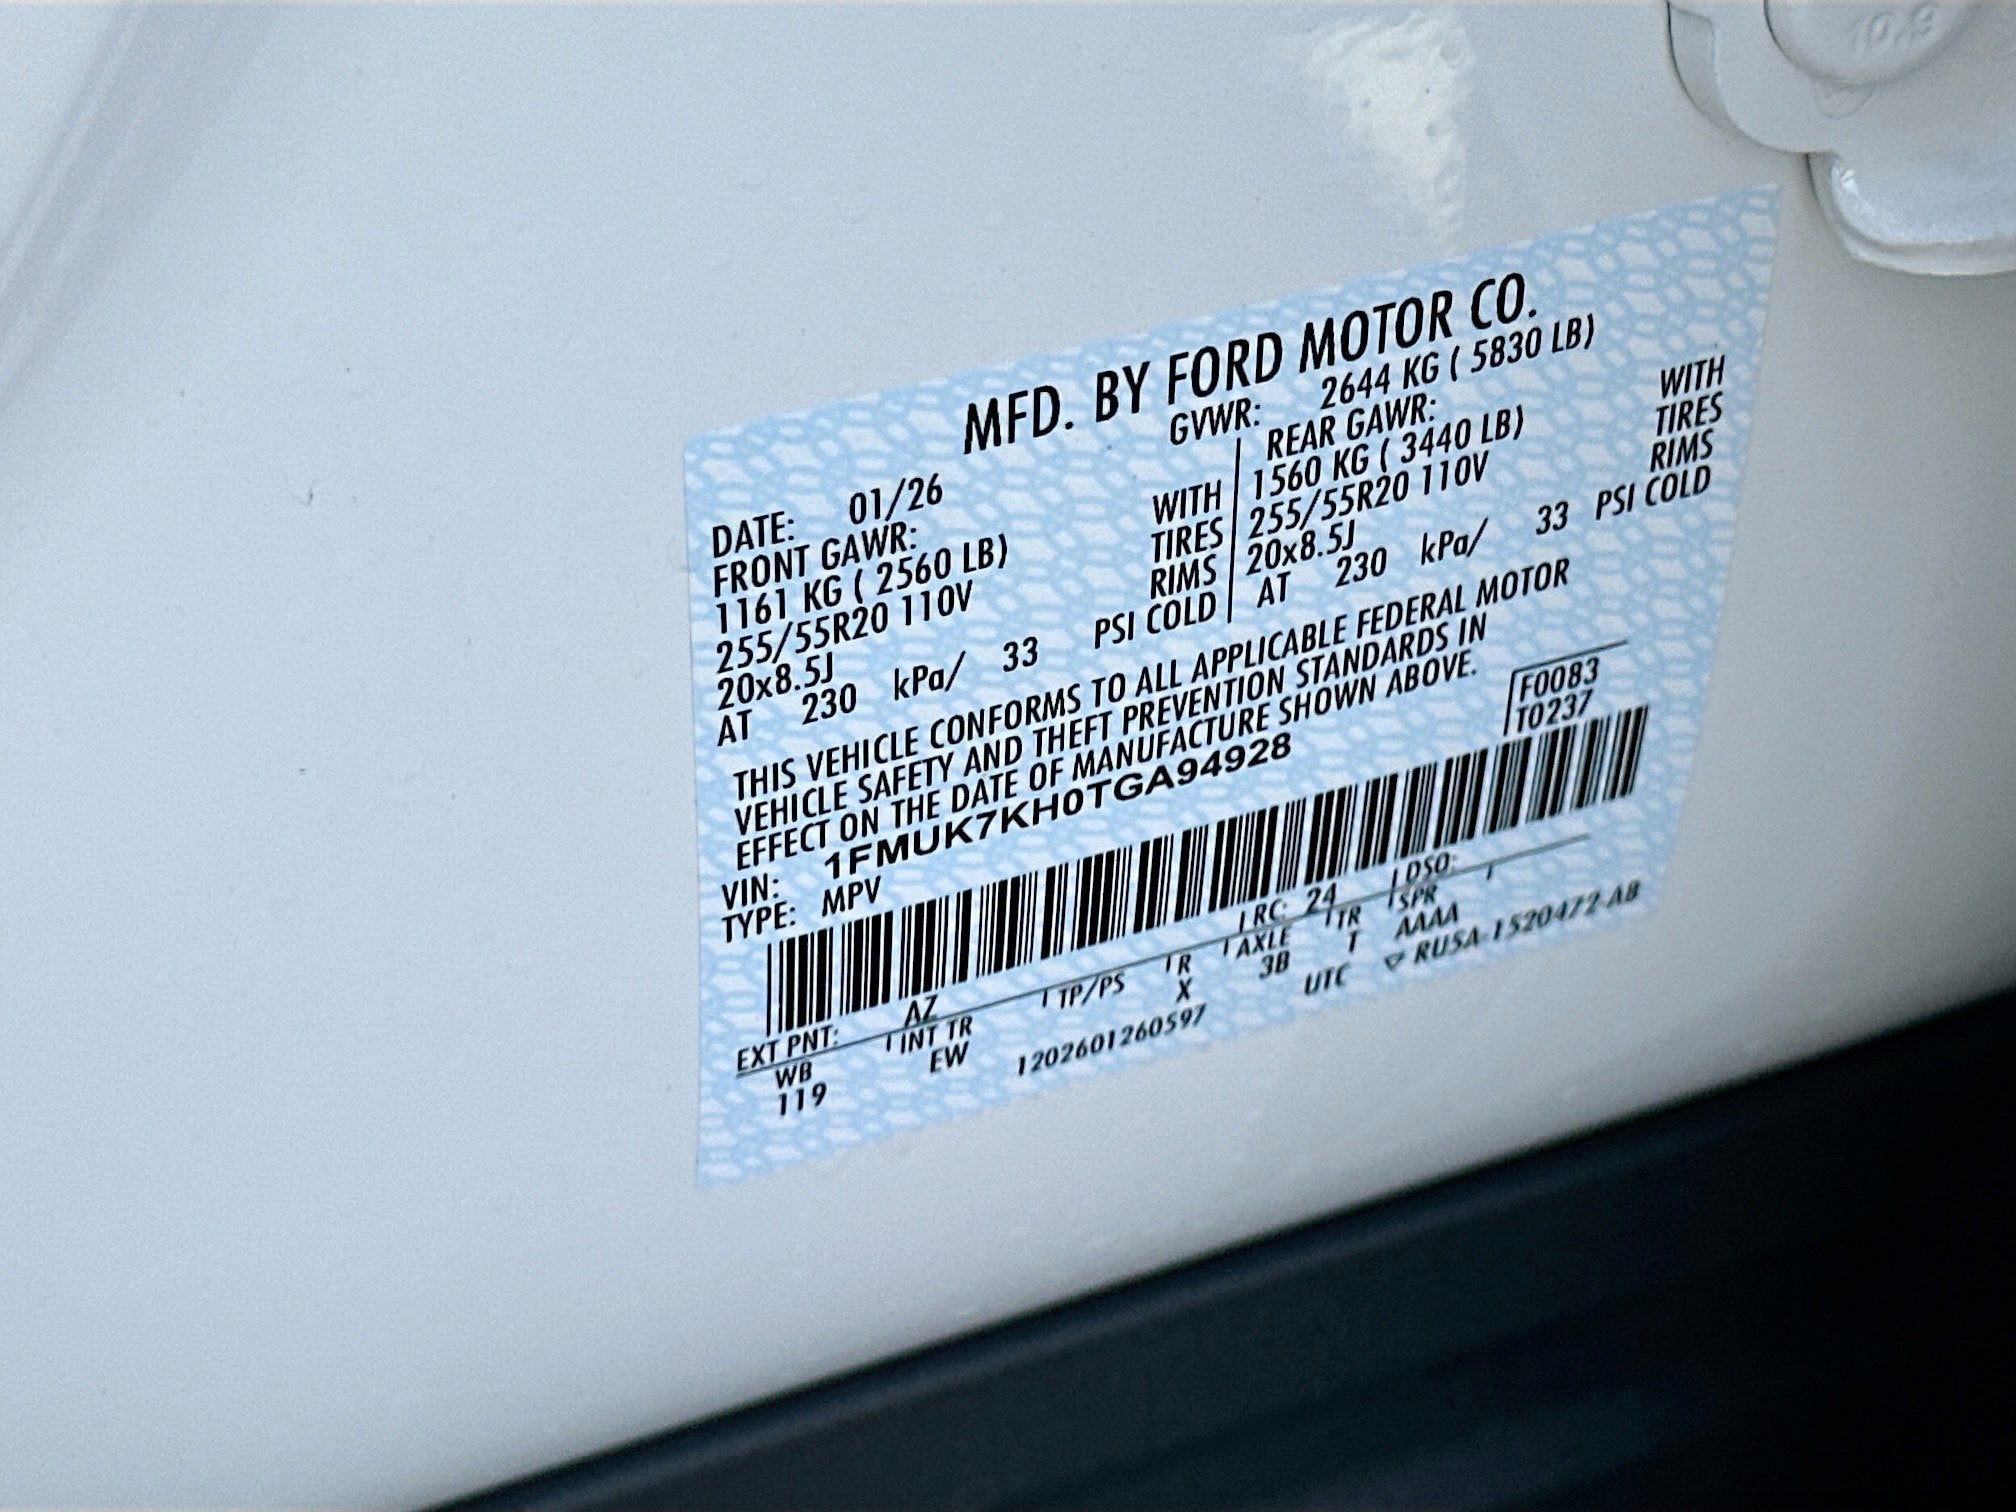 10.9
MFD. BY FORD MOTOR CO.
DATE: 01/26 GVWR: 2644 KG ( 5830 LB)
FRONT GAWR: REAR GAWR:
1161 KG ( 2560 LB) WITH 1560 KG ( 3440 LB) WITH
255/55R20 110V TIRES 255/55R20 110V TIRES
20x8.5J RIMS 20x8.5J RIMS
AT 230 kPa/ 33 PSI COLD AT 230 kPa/ 33 PSI COLD
THIS VEHICLE CONFORMS TO ALL APPLICABLE FEDERAL MOTOR
VEHICLE SAFETY AND THEFT PREVENTION STANDARDS IN
EFFECT ON THE DATE OF MANUFACTURE SHOWN ABOVE.
F0083
T0237
VIN: 1FMUK7KH0TGA94928
TYPE: MPV
EXT PNT: AZ RC: 24 DSO:
WB INT TR TP/PS R AXLE TR SPR
119 EW X 3B T AAAA
1202601260597 UTC ▽ RU5A-1520472-AB